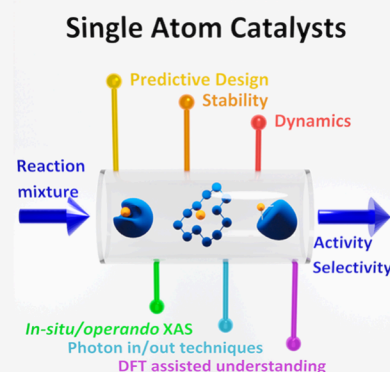 Single Atom Catalysts
Predictive Design
Stability
Dynamics
Reaction
mixture
Activity
Selectivity
In-situ/operando XAS
Photon in/out techniques
DFT assisted understanding